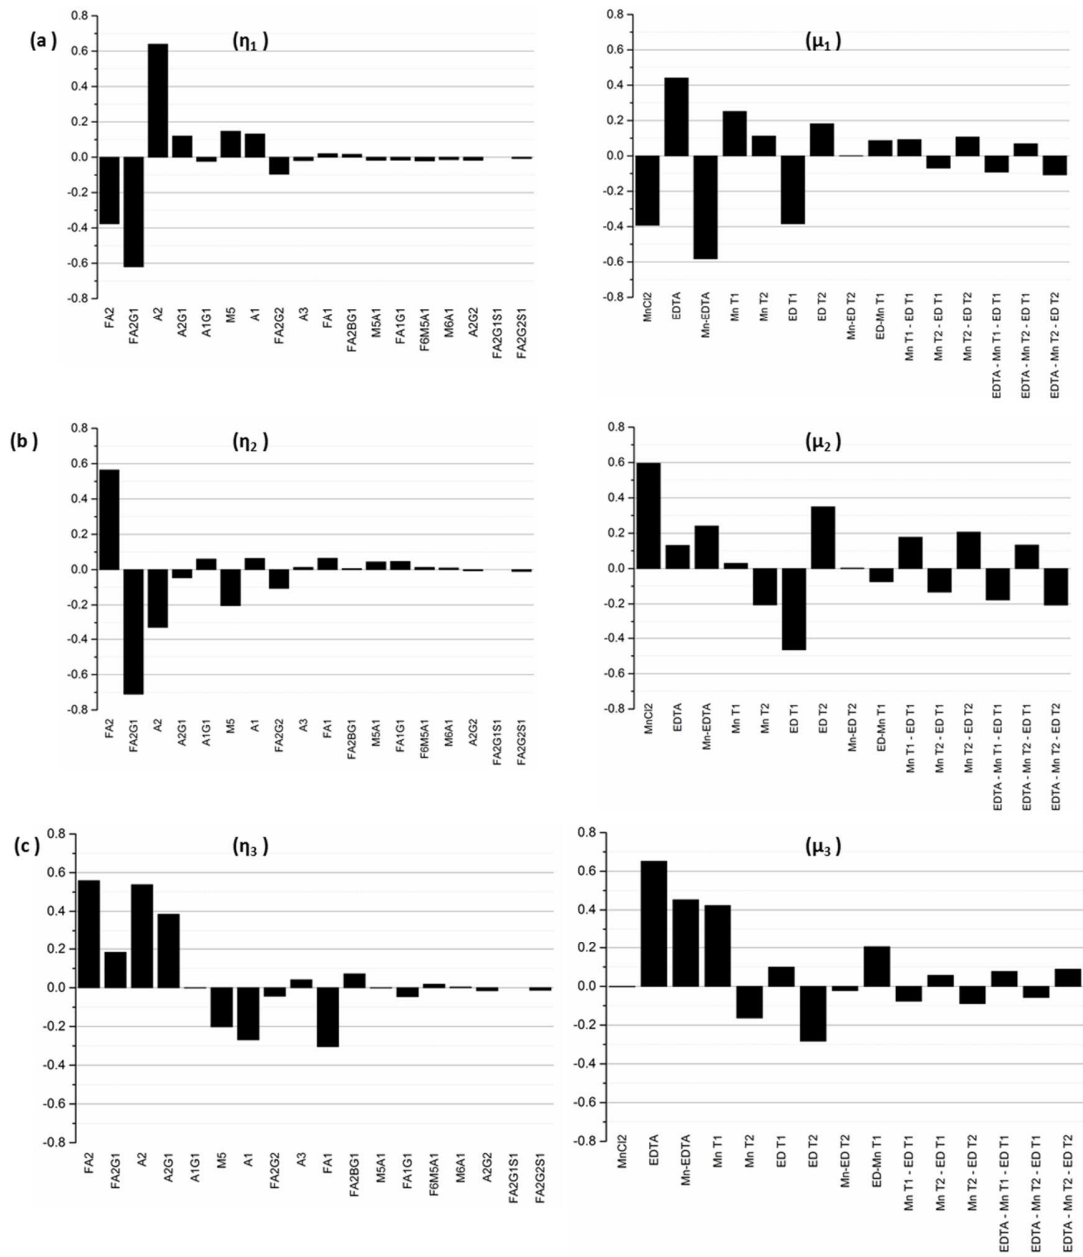 (a )
(η1 )
0.8
0.6
0.4
0.2
0.0
-0.2
-0.4
-0.6
-0.8
FA2
FA2G1
A2
A2G1
A1G1
M5
A1
FA2G2
A3
FA1
FA2BG1
M5A1
FA1G1
F6M5A1
M6A1
A2G2
FA2G1S1
FA2G2S1
(μ1 )
0.8
0.6
0.4
0.2
0.0
-0.2
-0.4
-0.6
-0.8
MnCl2
EDTA
Mn-EDTA
Mn T1
Mn T2
ED T1
ED T2
Mn-ED T2
ED-Mn T1
Mn T1 - ED T1
Mn T2 - ED T1
Mn T2 - ED T2
EDTA - Mn T1 - ED T1
EDTA - Mn T2 - ED T1
EDTA - Mn T2 - ED T2
(b )
(η2 )
0.8
0.6
0.4
0.2
0.0
-0.2
-0.4
-0.6
-0.8
FA2
FA2G1
A2
A2G1
A1G1
M5
A1
FA2G2
A3
FA1
FA2BG1
M5A1
FA1G1
F6M5A1
M6A1
A2G2
FA2G1S1
FA2G2S1
(μ2 )
0.8
0.6
0.4
0.2
0.0
-0.2
-0.4
-0.6
-0.8
MnCl2
EDTA
Mn-EDTA
Mn T1
Mn T2
ED T1
ED T2
Mn-ED T2
ED-Mn T1
Mn T1 - ED T1
Mn T2 - ED T1
Mn T2 - ED T2
EDTA - Mn T1 - ED T1
EDTA - Mn T2 - ED T1
EDTA - Mn T2 - ED T2
(c )
(η3 )
0.8
0.6
0.4
0.2
0.0
-0.2
-0.4
-0.6
-0.8
FA2
FA2G1
A2
A2G1
A1G1
M5
A1
FA2G2
A3
FA1
FA2BG1
M5A1
FA1G1
F6M5A1
M6A1
A2G2
FA2G1S1
FA2G2S1
(μ3 )
0.8
0.6
0.4
0.2
0.0
-0.2
-0.4
-0.6
-0.8
MnCl2
EDTA
Mn-EDTA
Mn T1
Mn T2
ED T1
ED T2
Mn-ED T2
ED-Mn T1
Mn T1 - ED T1
Mn T2 - ED T1
Mn T2 - ED T2
EDTA - Mn T1 - ED T1
EDTA - Mn T2 - ED T1
EDTA - Mn T2 - ED T2